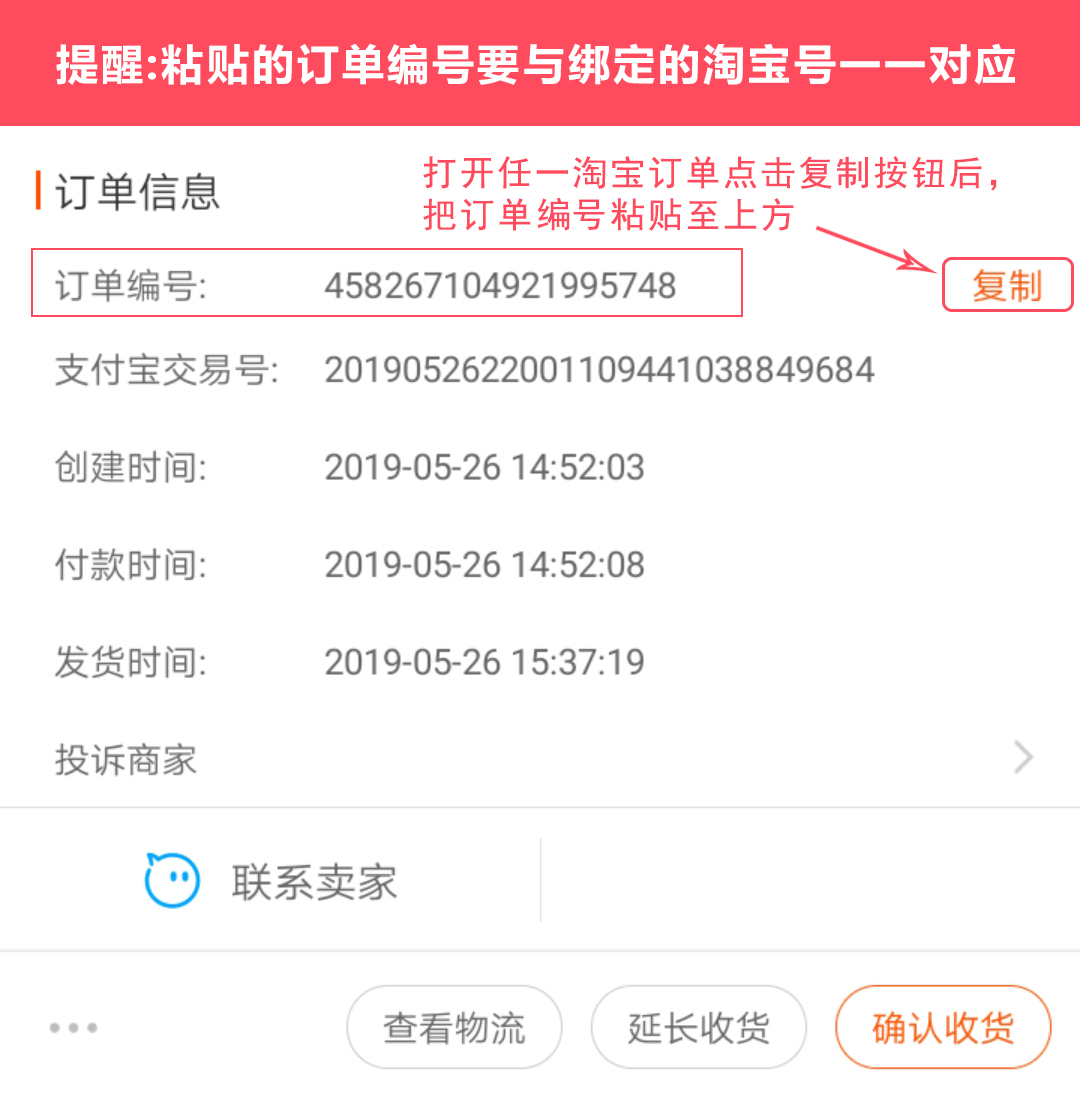 提醒:粘贴的订单编号要与绑定的淘宝号一一对应
订单信息
打开任一淘宝订单点击复制按钮后，
把订单编号粘贴至上方
订单编号: 458267104921995748 复制
支付宝交易号: 2019052622001109441038849684
创建时间: 2019-05-26 14:52:03
付款时间: 2019-05-26 14:52:08
发货时间: 2019-05-26 15:37:19
投诉商家
联系卖家
查看物流 延长收货 确认收货